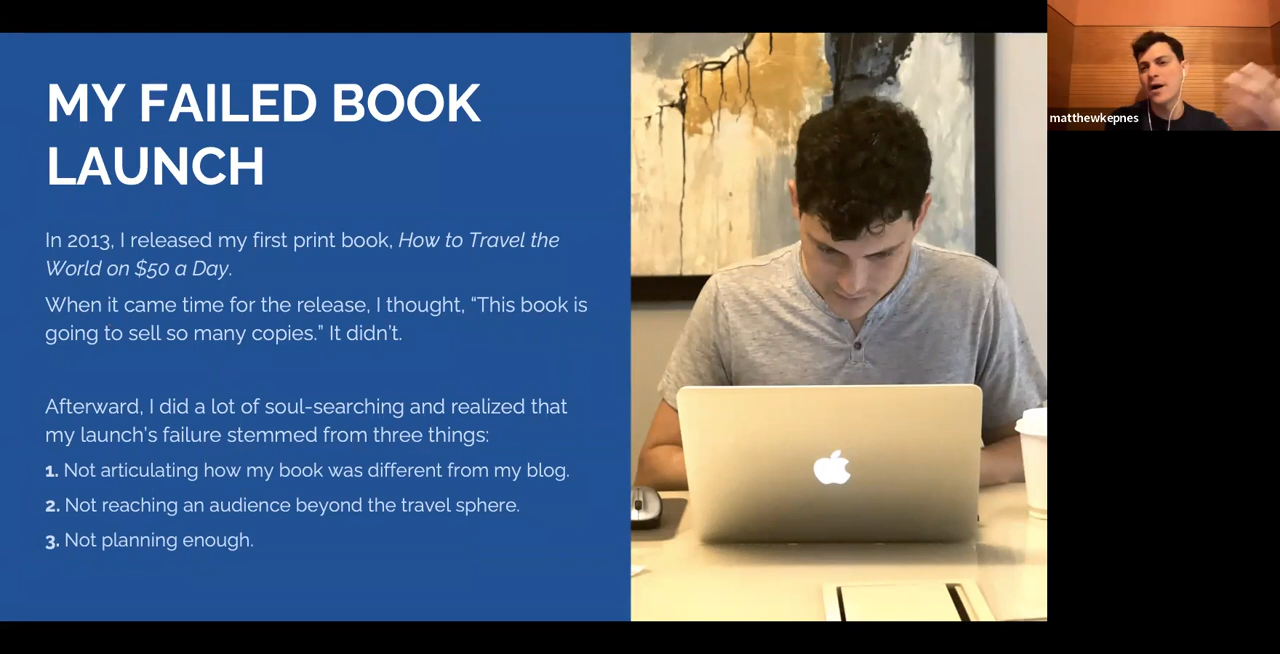 MY FAILED BOOK
LAUNCH
In 2013, I released my first print book, How to Travel the
World on $50 a Day.
When it came time for the release, I thought, “This book is
going to sell so many copies.” It didn’t.
Afterward, I did a lot of soul-searching and realized that
my launch’s failure stemmed from three things:
1. Not articulating how my book was different from my blog.
2. Not reaching an audience beyond the travel sphere.
3. Not planning enough.
matthewkepnes